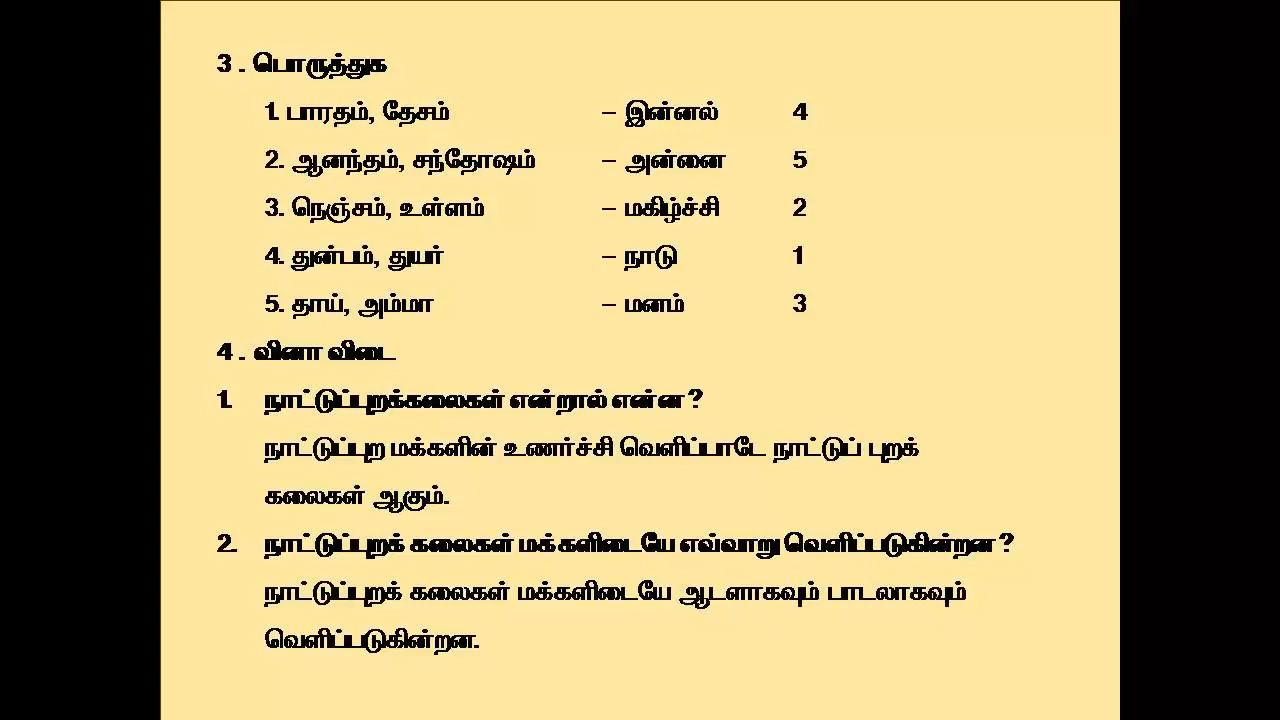 3 . பொருத்துக
1. பாரதம், தேசம் – இன்னல் 4
2. ஆனந்தம், சந்தோஷம் – அன்னை 5
3. நெஞ்சம், உள்ளம் – மகிழ்ச்சி 2
4. துன்டம், துயர் – நாடு 1
5. தாய், அம்மா – மனம் 3
4 . வினா விடை
1. நாட்டுப்புறக்கலைகள் என்றால் என்ன?
நாட்டுப்புற மக்களின் உணர்ச்சி வெளிப்பாடே நாட்டுப் புறக்
கலைகள் ஆகும்.
2. நாட்டுப்புறக் கலைகள் மக்களிடையே எவ்வாறு வெளிப்படுகின்றன?
நாட்டுப்புறக் கலைகள் மக்களிடையே ஆடளாகவும் பாடலாகவும்
வெளிப்படுகின்றன.